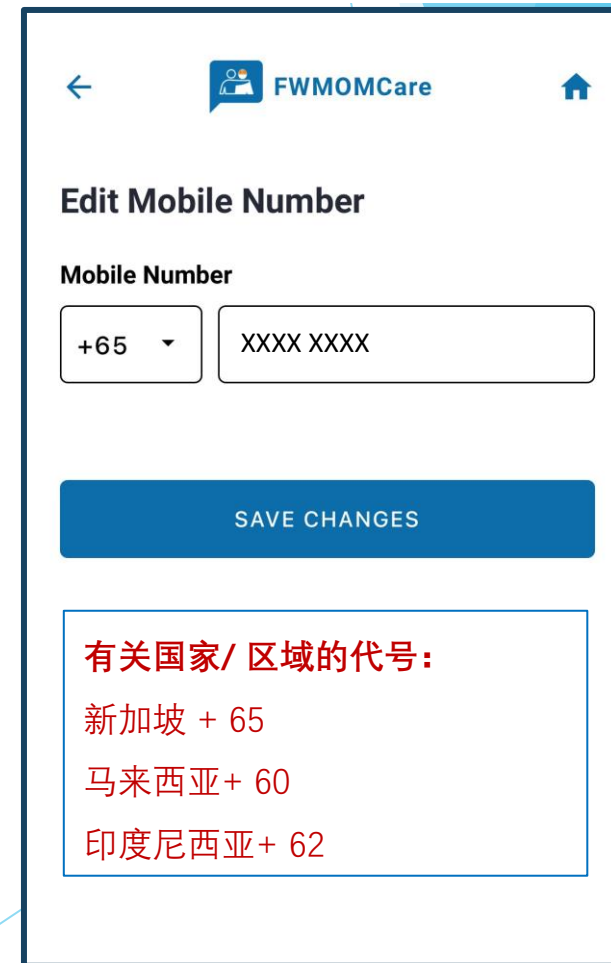 FWMOMCare
Edit Mobile Number
Mobile Number
+65 XXXX XXXX
SAVE CHANGES
有关国家/ 区域的代号：
新加坡 + 65
马来西亚+ 60
印度尼西亚+ 62